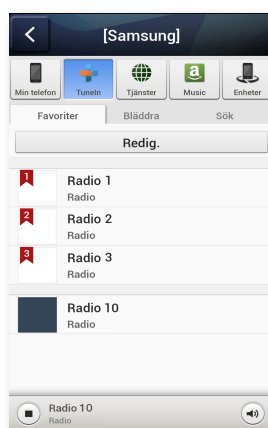 [Samsung]
Min telefon TuneIn Tjänster Music Enheter
Favoriter Bläddra Sök
Redig.
1
Radio 1
Radio
2
Radio 2
Radio
3
Radio 3
Radio
Radio 10
Radio
Radio 10
Radio